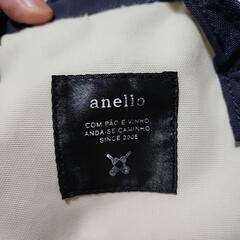 anello
COM PÃO E VINHO,
ANDA-SE CAMINHO.
SINCE 2005